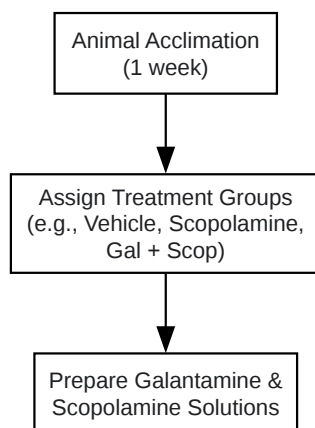 Animal Acclimation
(1 week)
Assign Treatment Groups
(e.g., Vehicle, Scopolamine,
Gal + Scop)
Prepare Galantamine &
Scopolamine Solutions